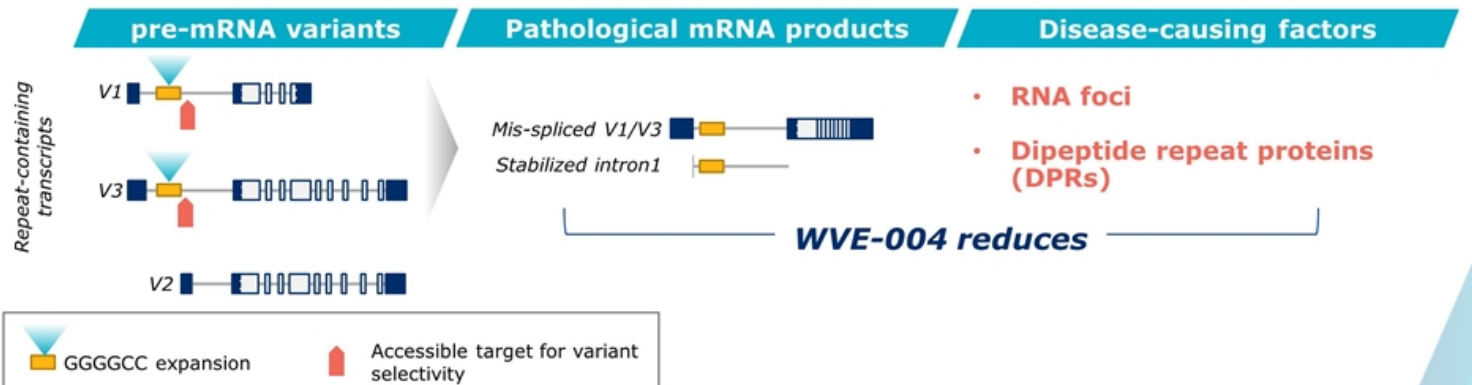 pre-mRNA variants
Pathological mRNA products
Disease-causing factors
Repeat-containing
transcripts
V1
V3
V2
Mis-spliced V1/V3
Stabilized intron1
• RNA foci
• Dipeptide repeat proteins
(DPRs)
WVE-004 reduces
GGGGCC expansion
Accessible target for variant
selectivity